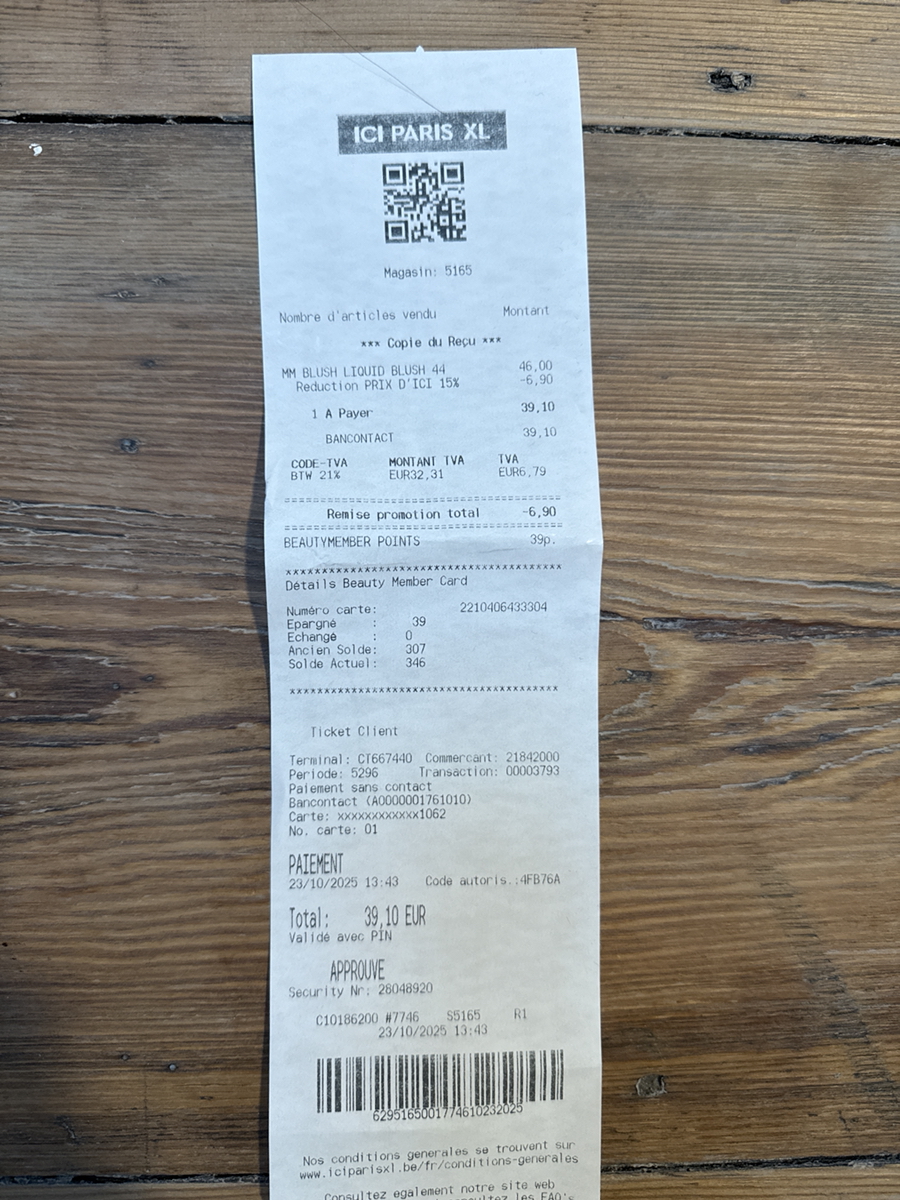 ICI PARIS XL
Magasin: 5165
Nombre d'articles vendu Montant
*** Copie du Reçu ***
MM BLUSH LIQUID BLUSH 44 46,00
Reduction PRIX D'ICI 15% -6,90
1 A Payer 39,10
BANCONTACT 39,10
CODE-TVA MONTANT TVA TVA
BTW 21% EUR32,31 EUR6,79
Remise promotion total -6,90
BEAUTYMEMBER POINTS 39p.
Détails Beauty Member Card
Numéro carte: 2210406433304
Epargné : 39
Echangé : 0
Ancien Solde: 307
Solde Actuel: 346
Ticket Client
Terminal: CT667440 Commercant: 21842000
Periode: 5296 Transaction: 00003793
Paiement sans contact
Bancontact (A0000001761010)
Carte: xxxxxxxxxxxx1062
No. carte: 01
PAIEMENT
23/10/2025 13:43 Code autoris.:4FB76A
Total: 39,10 EUR
Validé avec PIN
APPROUVE
Security Nr: 28048920
C10186200 #7746 S5165 R1
23/10/2025 13:43
6295165001774610232025
Nos conditions generales se trouvent sur
www.iciparisxl.be/fr/conditions-generales
Consultez egalement notre site web